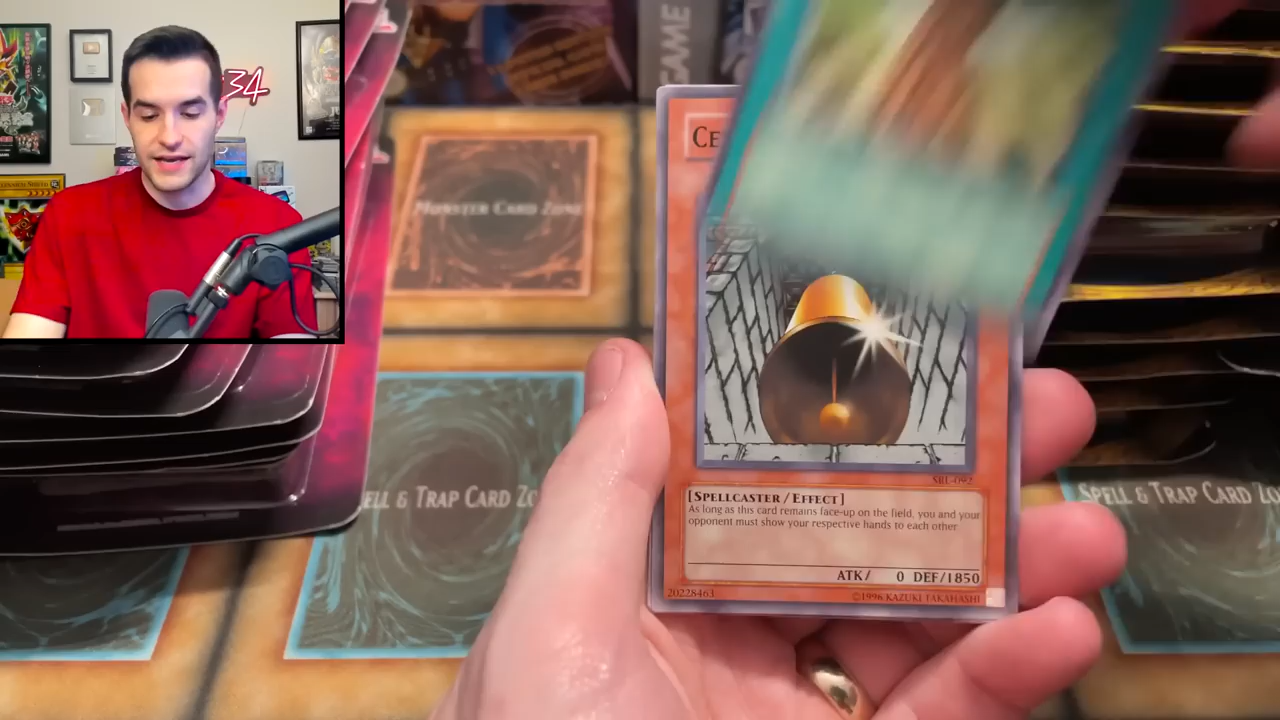 34
GAME
MONSTER CARD ZONE
CE
SPELL & TRAP CARD ZO
SRL-092
[SPELLCASTER/EFFECT]
As long as this card remains face-up on the field, you and your
opponent must show your respective hands to each other.
ATK/ 0 DEF/1850
20228463
©1996 KAZUKI TAKAHASHI
PELL & TRAP CARD ZO